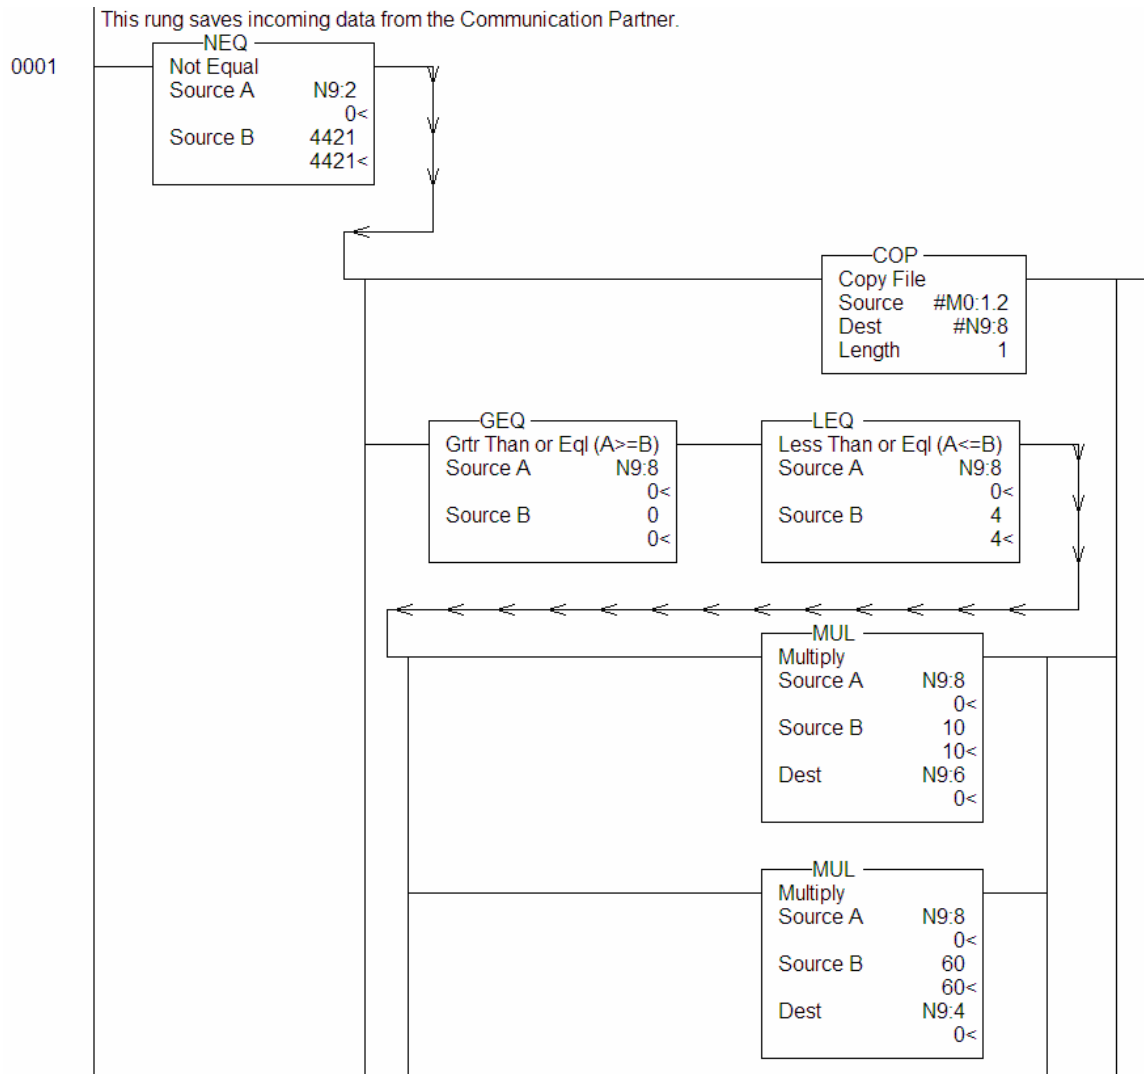 This rung saves incoming data from the Communication Partner.
0001
NEQ
Not Equal
Source A N9:2
0<
Source B 4421
4421<
COP
Copy File
Source #M0:1.2
Dest #N9:8
Length 1
GEQ
Grtr Than or Eql (A>=B)
Source A N9:8
0<
Source B 0
0<
LEQ
Less Than or Eql (A<=B)
Source A N9:8
0<
Source B 4
4<
MUL
Multiply
Source A N9:8
0<
Source B 10
10<
Dest N9:6
0<
MUL
Multiply
Source A N9:8
0<
Source B 60
60<
Dest N9:4
0<